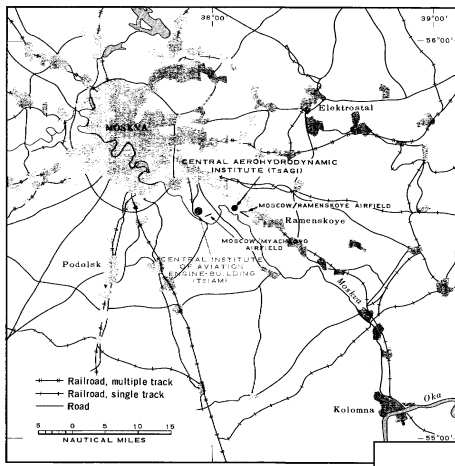 38°00'
39°00'
56°00'
Elektrostal
MOSKVA
CENTRAL AEROHYDRODYNAMIC
INSTITUTE (TSAGI)
MOSCOW/RAMENSKOYE AIRFIELD
Ramenskoye
MOSCOW/MYACHKOVO
AIRFIELD
CENTRAL INSTITUTE
OF AVIATION
ENGINE-BUILDING
(TSIAM)
Podolsk
Moskva
Railroad, multiple track
Railroad, single track
Road
5 0 5 10 15
NAUTICAL MILES
Kolomna
Oka
55°00'